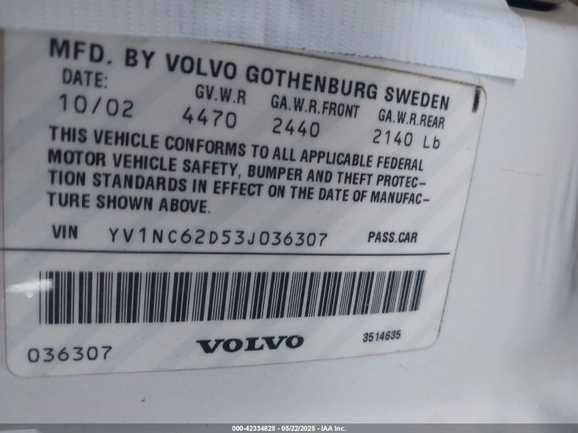 MFD. BY VOLVO GOTHENBURG SWEDEN
DATE: GV.W.R GA.W.R.FRONT GA.W.R.REAR
10/02 4470 2440 2140 Lb
THIS VEHICLE CONFORMS TO ALL APPLICABLE FEDERAL
MOTOR VEHICLE SAFETY, BUMPER AND THEFT PROTEC-
TION STANDARDS IN EFFECT ON THE DATE OF MANUFAC-
TURE SHOWN ABOVE.
VIN YV1NC62D53J036307 PASS.CAR
036307 VOLVO 3514635
000-42334828 - 05/22/2025 - IAA Inc.